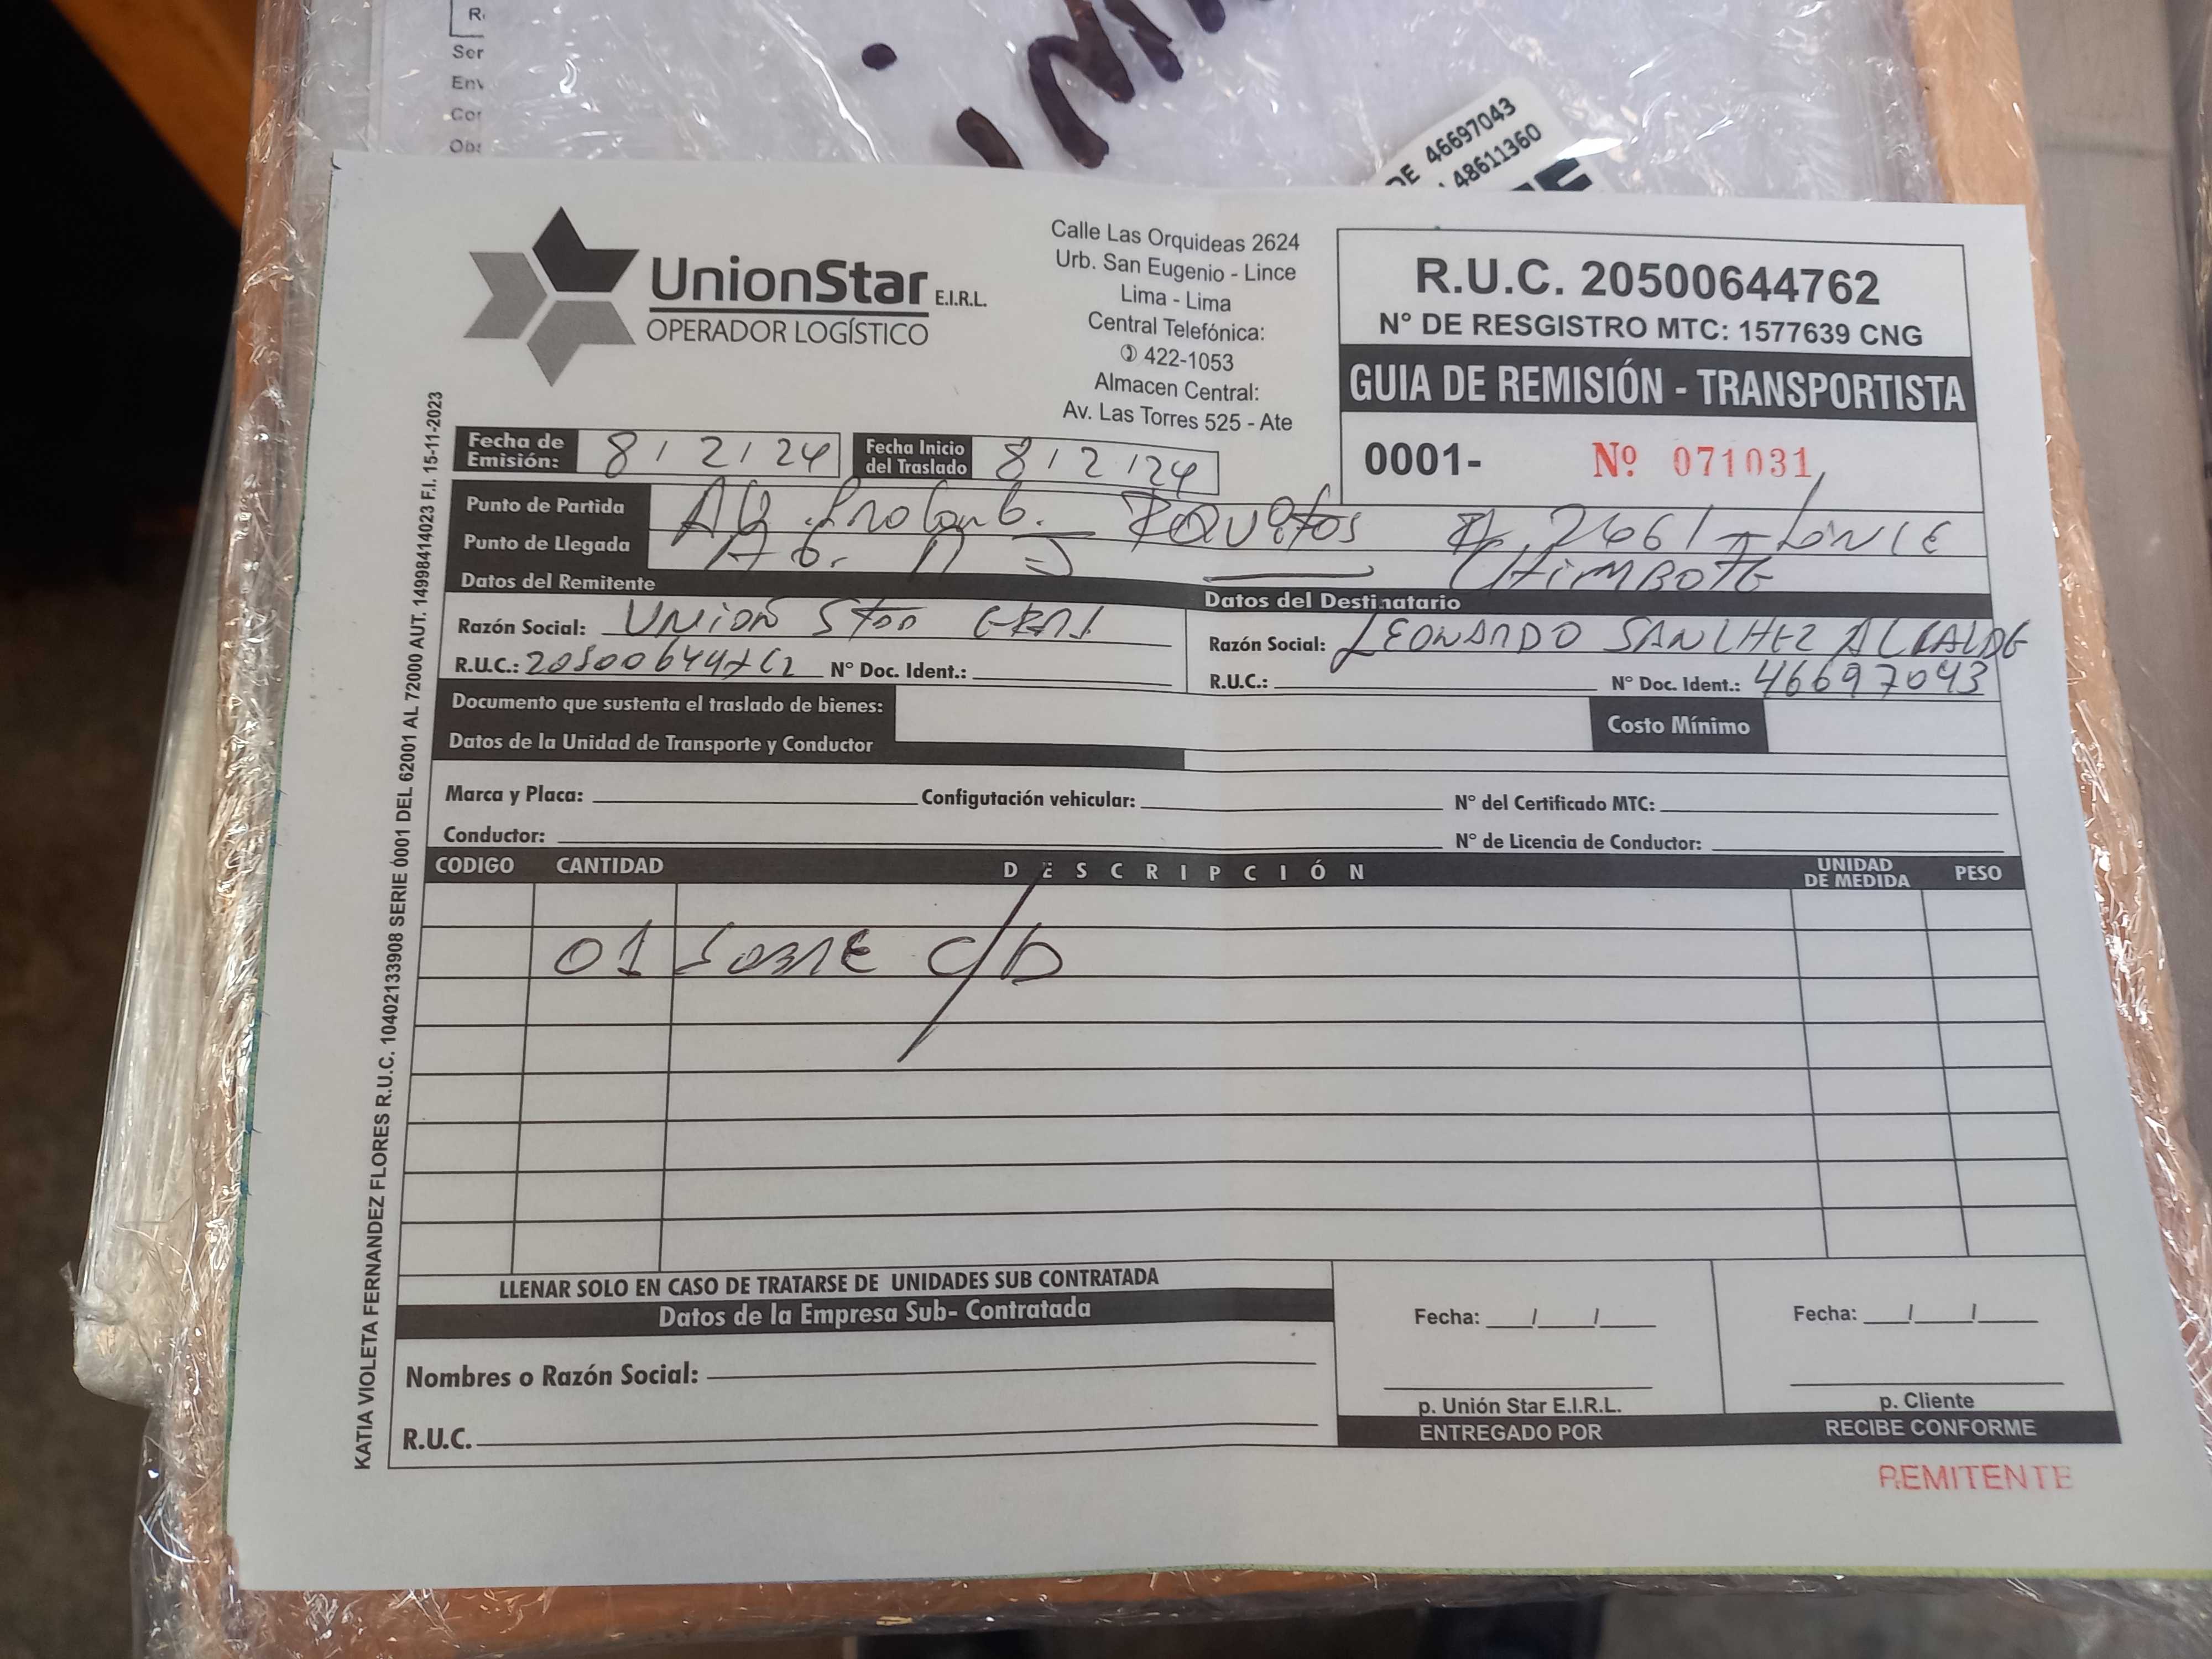 R
Ser
Env
Cor
Obs
DE 46697043
48611360
UnionStar E.I.R.L.
OPERADOR LOGÍSTICO
Calle Las Orquideas 2624
Urb. San Eugenio - Lince
Lima - Lima
Central Telefónica:
422-1053
Almacen Central:
Av. Las Torres 525 - Ate
R.U.C. 20500644762
N° DE RESGISTRO MTC: 1577639 CNG
GUIA DE REMISIÓN - TRANSPORTISTA
0001- Nº 071031
Fecha de Emisión: 8 / 2 / 24 Fecha Inicio del Traslado 8 / 2 / 24
Punto de Partida 2661 - LINCE
Punto de Llegada CHIMBOTE
Datos del Remitente
Datos del Destinatario
Razón Social: UNION Star EIRL
Razón Social: LEONARDO SANCHEZ ALCALDE
R.U.C.: 20500644762 N° Doc. Ident.:
R.U.C.: N° Doc. Ident.: 46697043
Documento que sustenta el traslado de bienes:
Costo Mínimo
Datos de la Unidad de Transporte y Conductor
Marca y Placa: Configutación vehicular: N° del Certificado MTC:
Conductor: N° de Licencia de Conductor:
CODIGO CANTIDAD DESCRIPCIÓN UNIDAD DE MEDIDA PESO
01 SOBRE C/D
LLENAR SOLO EN CASO DE TRATARSE DE UNIDADES SUB CONTRATADA
Datos de la Empresa Sub- Contratada
Nombres o Razón Social:
R.U.C.
Fecha: / /
p. Unión Star E.I.R.L.
ENTREGADO POR
Fecha: / /
p. Cliente
RECIBE CONFORME
REMITENTE
KATIA VIOLETA FERNANDEZ FLORES R.U.C. 10402133908 SERIE 0001 DEL 62001 AL 72000 AUT. 14998414023 F.I. 15-11-2023